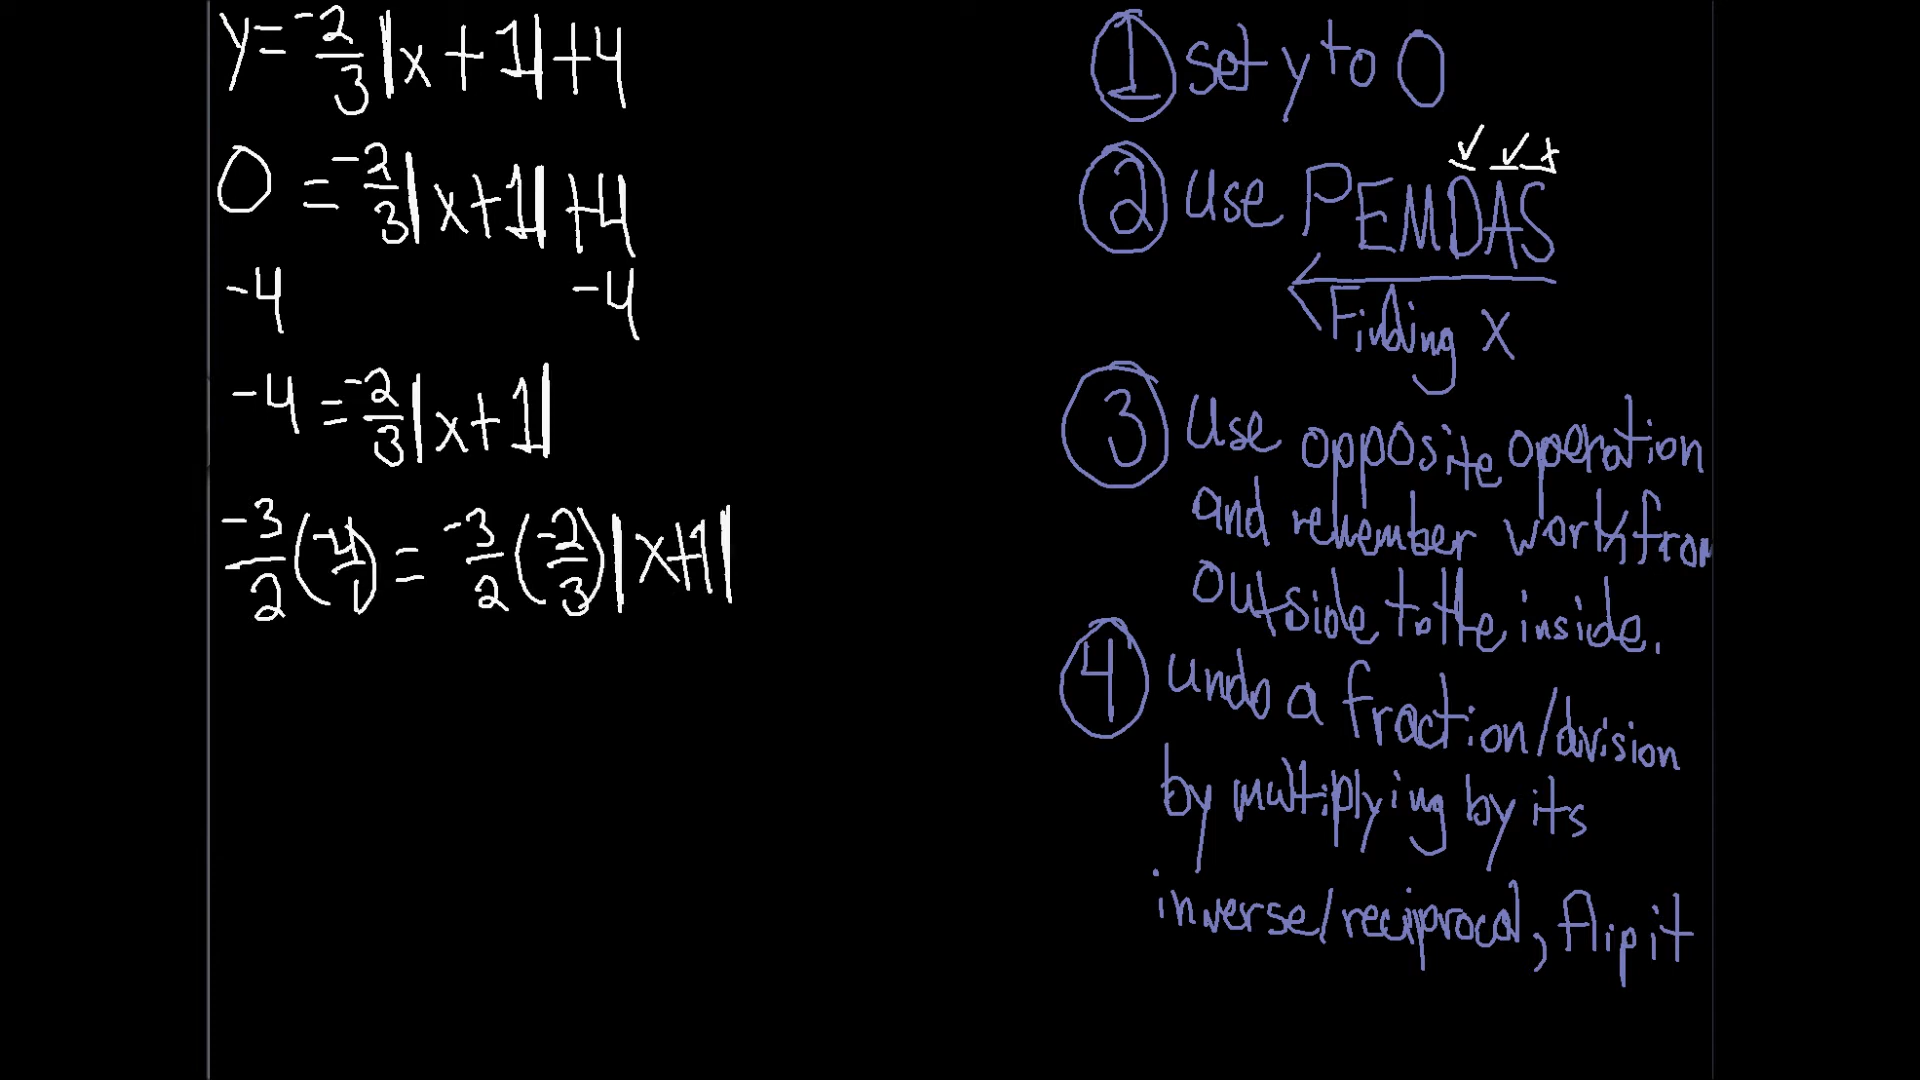 y = -2/3 |x + 1| + 4
0 = -2/3 |x + 1| + 4
-4 -4
-4 = -2/3 |x + 1|
-3/2 (-4/1) = -3/2 (-2/3) |x + 1|
① set y to 0
✓ ✓ x
② use PEMDAS
Finding x
③ Use opposite operation
and remember work from
outside to the inside.
④ undo a fraction/division
by multiplying by its
inverse/reciprocal, flip it